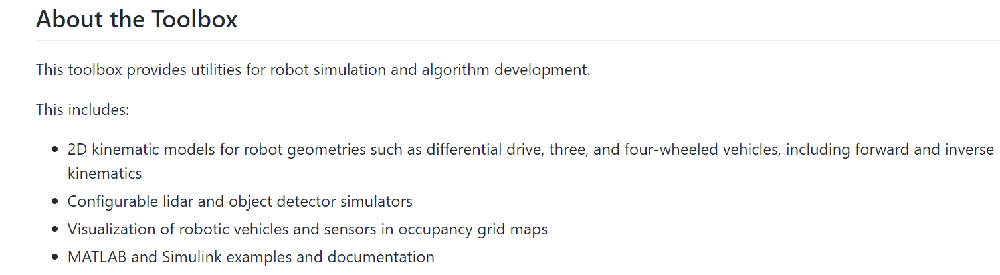 About the Toolbox
This toolbox provides utilities for robot simulation and algorithm development.
This includes:
• 2D kinematic models for robot geometries such as differential drive, three, and four-wheeled vehicles, including forward and inverse
kinematics
• Configurable lidar and object detector simulators
• Visualization of robotic vehicles and sensors in occupancy grid maps
• MATLAB and Simulink examples and documentation